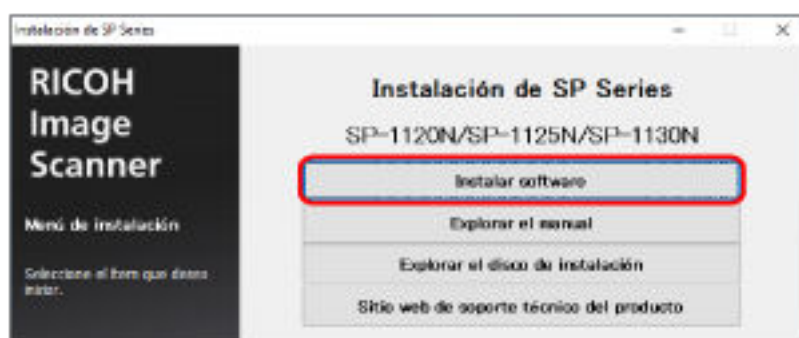 Instalación de SP Series
RICOH
Image
Scanner
Menú de instalación
Seleccione el ítem que desea
iniciar.
Instalación de SP Series
SP-1120N/SP-1125N/SP-1130N
Instalar software
Explorar el manual
Explorar el disco de instalación
Sitio web de soporte técnico del producto